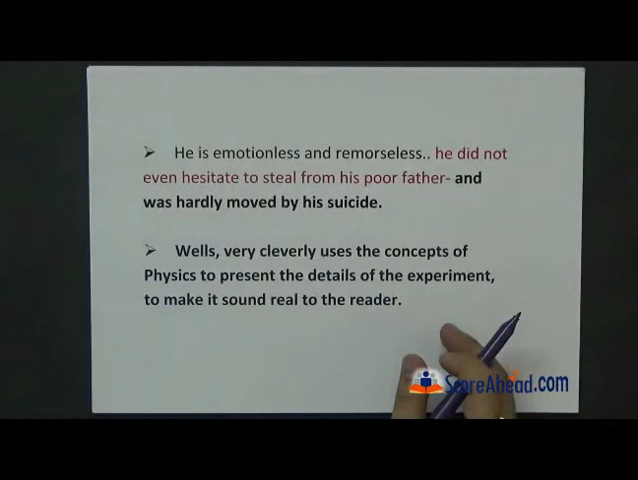 ➢ He is emotionless and remorseless.. he did not
even hesitate to steal from his poor father- and
was hardly moved by his suicide.
➢ Wells, very cleverly uses the concepts of
Physics to present the details of the experiment,
to make it sound real to the reader.
ScoreAhead.com